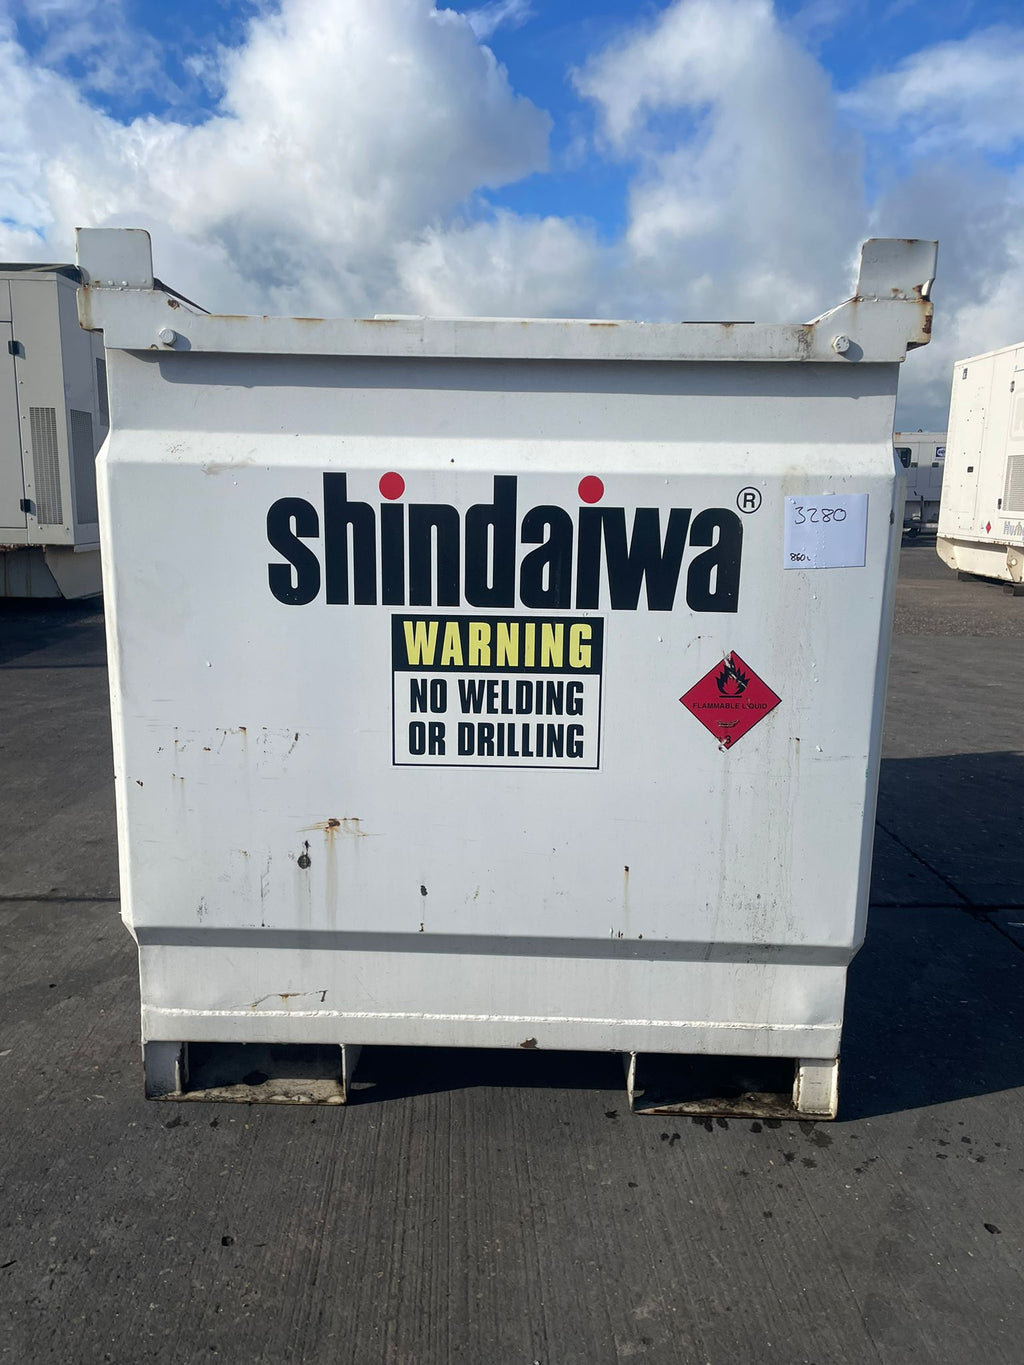 shindaiwa®
3280
860L
WARNING
NO WELDING
OR DRILLING
FLAMMABLE LIQUID
3